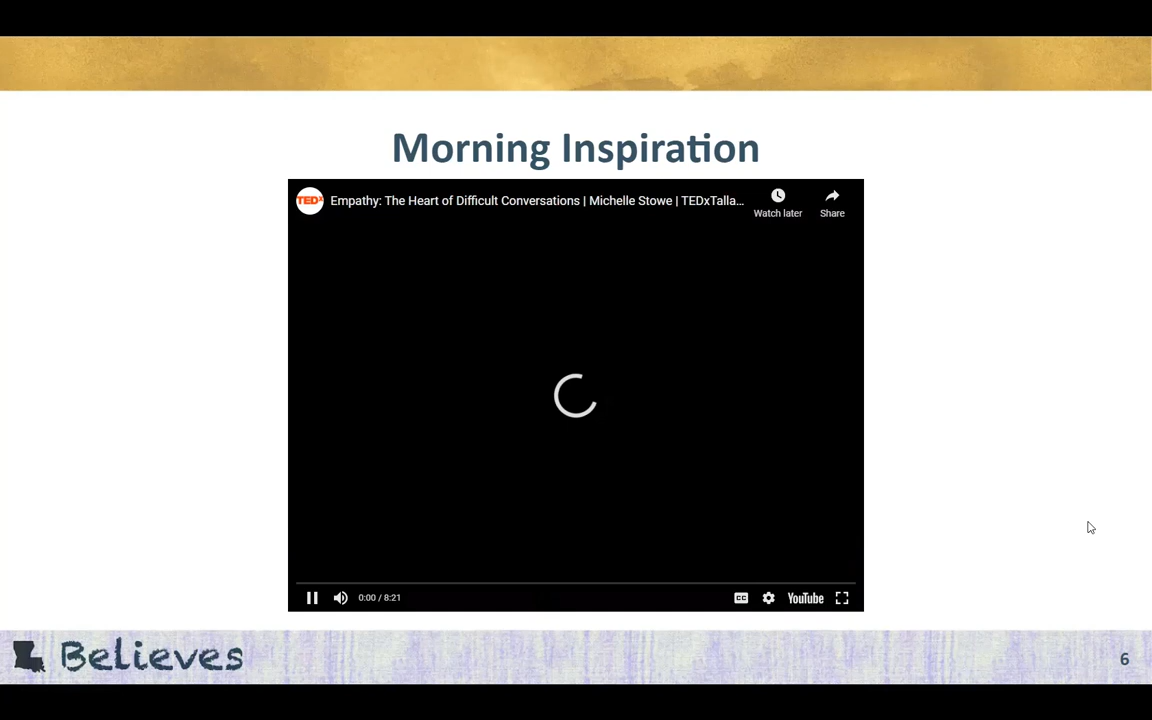 Morning Inspiration
TEDx
Empathy: The Heart of Difficult Conversations | Michelle Stowe | TEDxTalla...
Watch later
Share
0:00 / 8:21
CC
YouTube
Believes
6